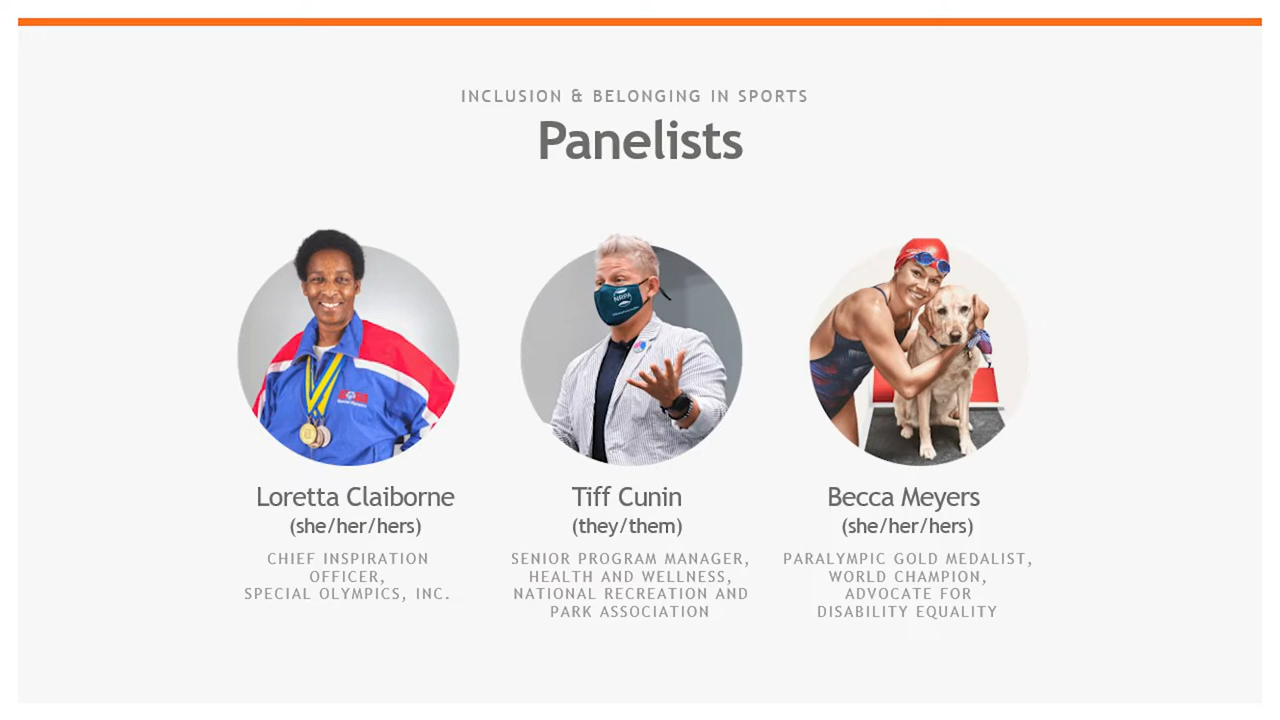 INCLUSION & BELONGING IN SPORTS
Panelists
NRPA
Loretta Claiborne
(she/her/hers)
CHIEF INSPIRATION
OFFICER,
SPECIAL OLYMPICS, INC.
Tiff Cunin
(they/them)
SENIOR PROGRAM MANAGER,
HEALTH AND WELLNESS,
NATIONAL RECREATION AND
PARK ASSOCIATION
Becca Meyers
(she/her/hers)
PARALYMPIC GOLD MEDALIST,
WORLD CHAMPION,
ADVOCATE FOR
DISABILITY EQUALITY